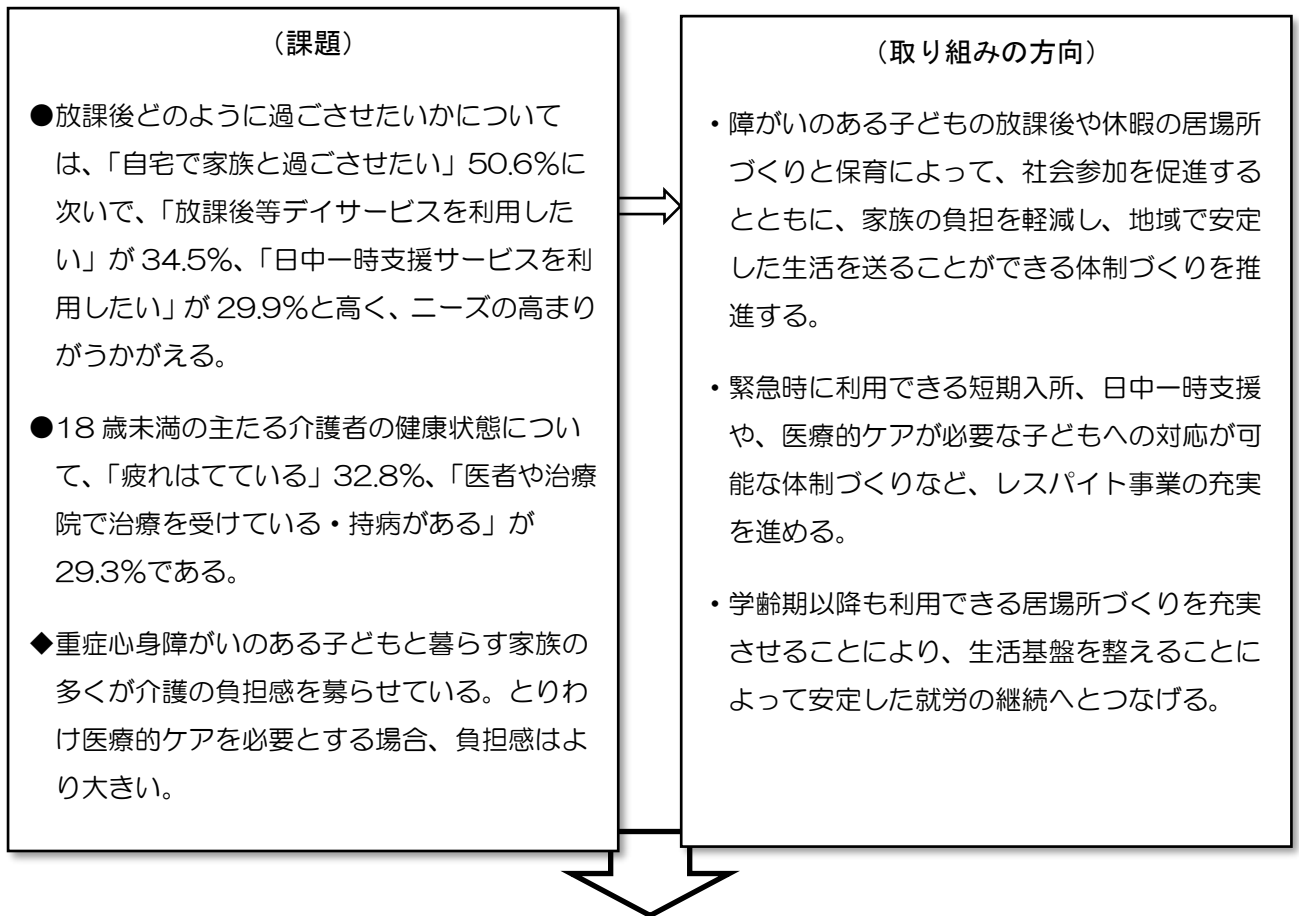 （課題）
●放課後どのように過ごさせたいかについて
は、「自宅で家族と過ごさせたい」50.6%に
次いで、「放課後等デイサービスを利用した
い」が 34.5%、「日中一時支援サービスを利
用したい」が 29.9%と高く、ニーズの高まり
がうかがえる。
●18 歳未満の主たる介護者の健康状態につい
て、「疲れはてている」32.8%、「医者や治療
院で治療を受けている・持病がある」が
29.3%である。
◆重症心身障がいのある子どもと暮らす家族の
多くが介護の負担感を募らせている。とりわ
け医療的ケアを必要とする場合、負担感はよ
り大きい。
（取り組みの方向）
・障がいのある子どもの放課後や休暇の居場所
づくりと保育によって、社会参加を促進する
とともに、家族の負担を軽減し、地域で安定
した生活を送ることができる体制づくりを推
進する。
・緊急時に利用できる短期入所、日中一時支援
や、医療的ケアが必要な子どもへの対応が可
能な体制づくりなど、レスパイト事業の充実
を進める。
・学齢期以降も利用できる居場所づくりを充実
させることにより、生活基盤を整えることに
よって安定した就労の継続へとつなげる。